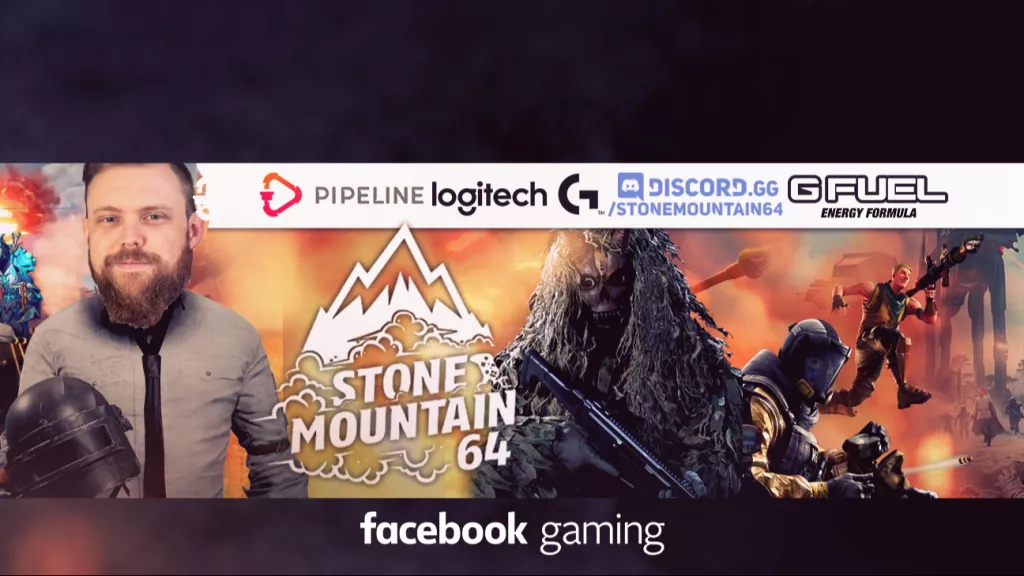 PIPELINE logitech G DISCORD.GG G FUEL
/STONEMOUNTAIN64 ENERGY FORMULA
STONE
MOUNTAIN
64
facebook gaming